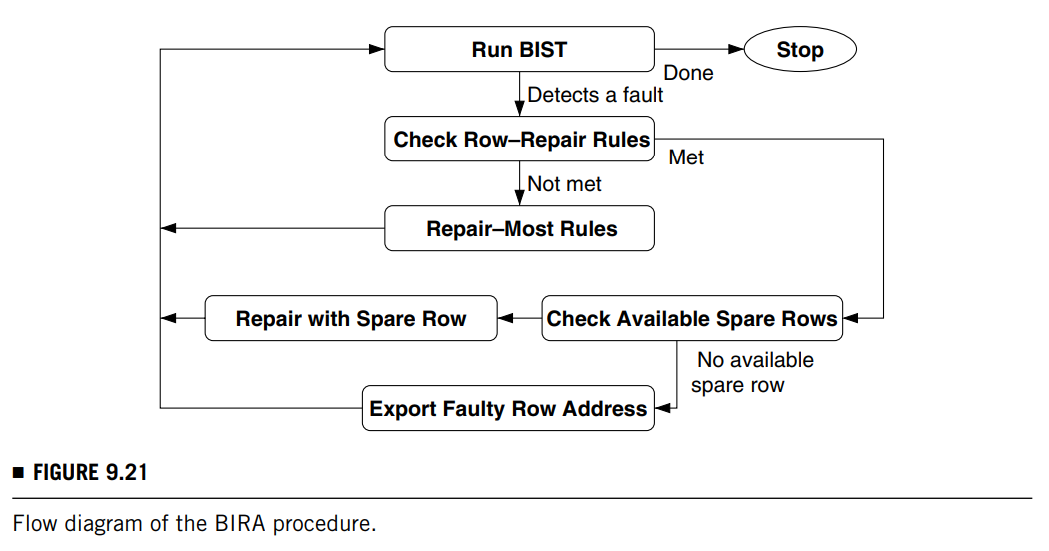 Run BIST
Stop
Done
Detects a fault
Check Row–Repair Rules
Met
Not met
Repair–Most Rules
Repair with Spare Row
Check Available Spare Rows
No available
spare row
Export Faulty Row Address
■ FIGURE 9.21
Flow diagram of the BIRA procedure.